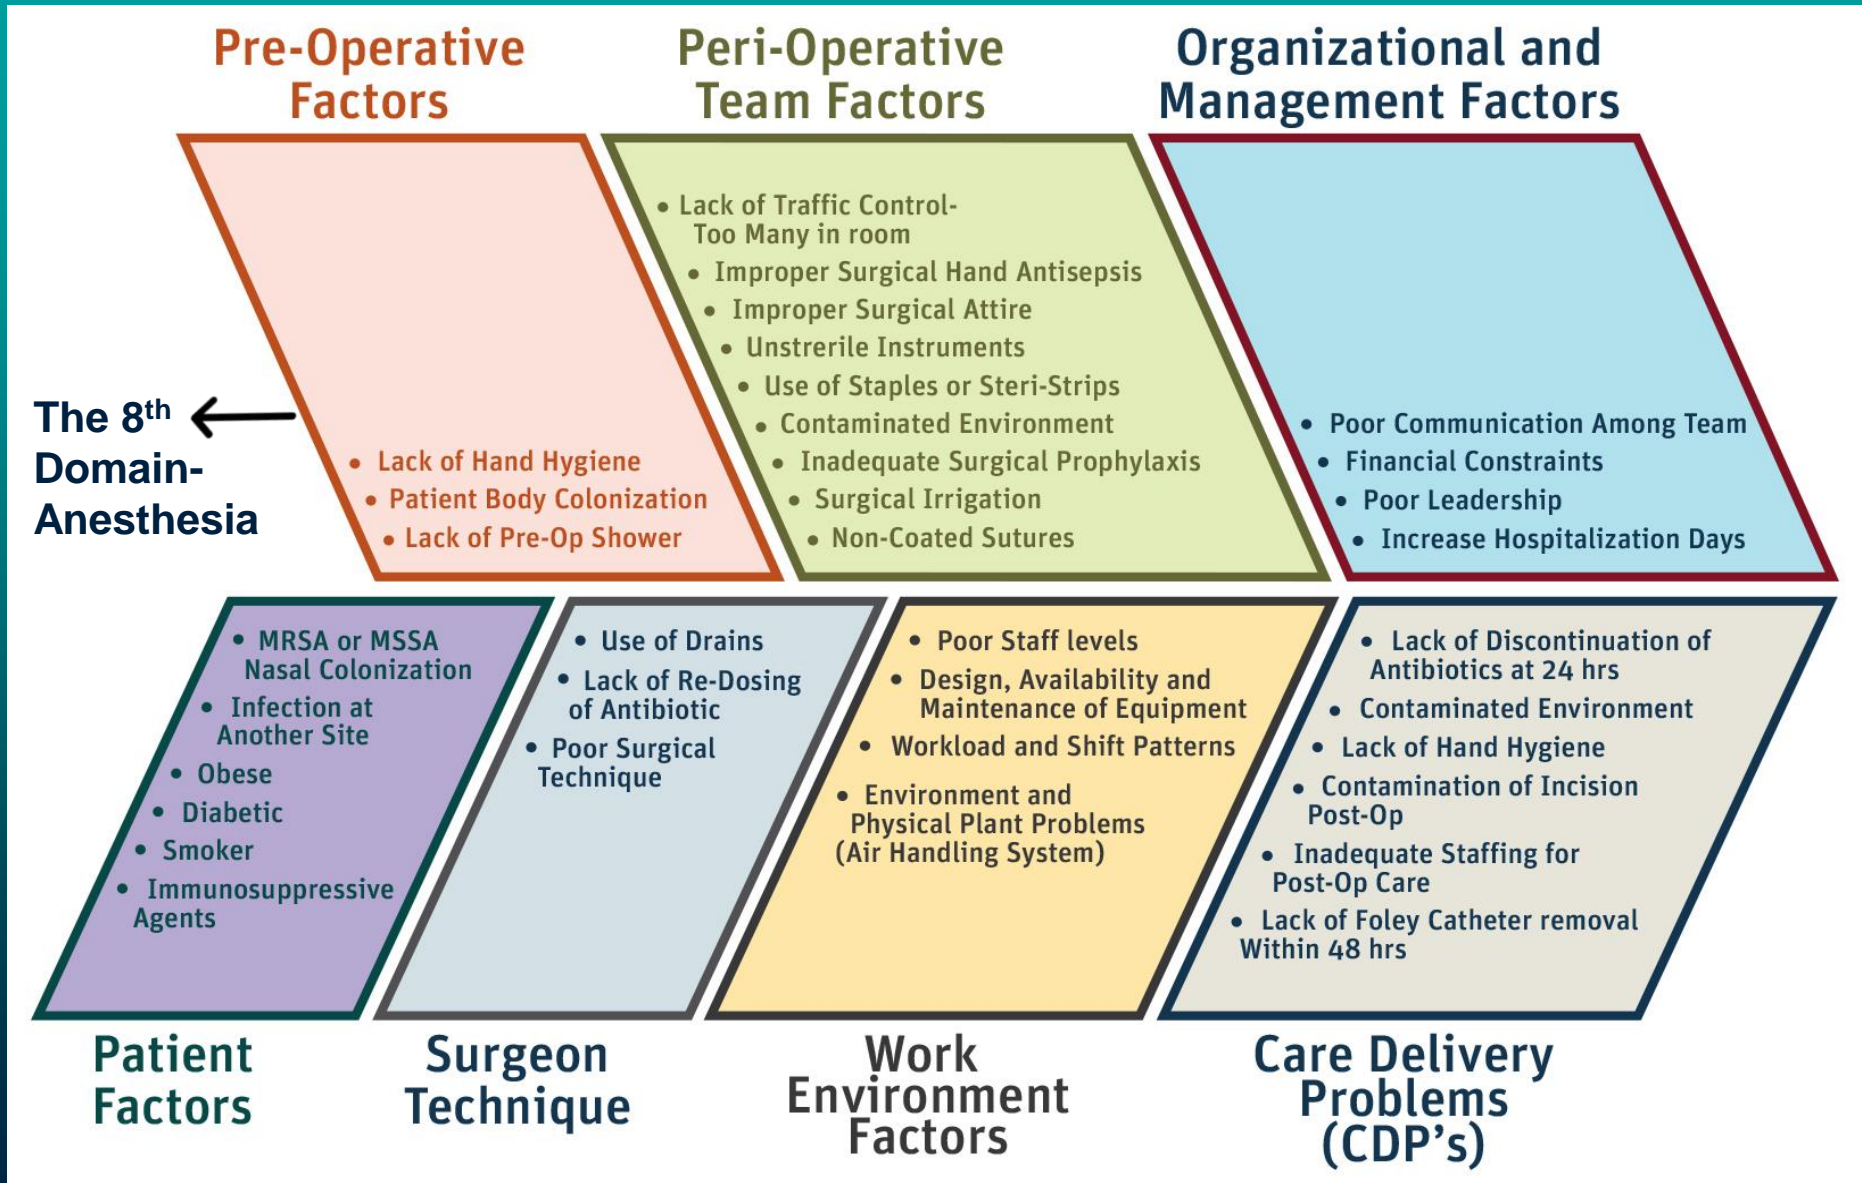 Pre-Operative
Factors
Peri-Operative
Team Factors
Organizational and
Management Factors
• Lack of Hand Hygiene
• Patient Body Colonization
• Lack of Pre-Op Shower
• Lack of Traffic Control-
Too Many in room
• Improper Surgical Hand Antisepsis
• Improper Surgical Attire
• Unstrerile Instruments
• Use of Staples or Steri-Strips
• Contaminated Environment
• Inadequate Surgical Prophylaxis
• Surgical Irrigation
• Non-Coated Sutures
• Poor Communication Among Team
• Financial Constraints
• Poor Leadership
• Increase Hospitalization Days
The 8th
Domain-
Anesthesia
• MRSA or MSSA
Nasal Colonization
• Infection at
Another Site
• Obese
• Diabetic
• Smoker
• Immunosuppressive
Agents
• Use of Drains
• Lack of Re-Dosing
of Antibiotic
• Poor Surgical
Technique
• Poor Staff levels
• Design, Availability and
Maintenance of Equipment
• Workload and Shift Patterns
• Environment and
Physical Plant Problems
(Air Handling System)
• Lack of Discontinuation of
Antibiotics at 24 hrs
• Contaminated Environment
• Lack of Hand Hygiene
• Contamination of Incision
Post-Op
• Inadequate Staffing for
Post-Op Care
• Lack of Foley Catheter removal
Within 48 hrs
Patient
Factors
Surgeon
Technique
Work
Environment
Factors
Care Delivery
Problems
(CDP's)